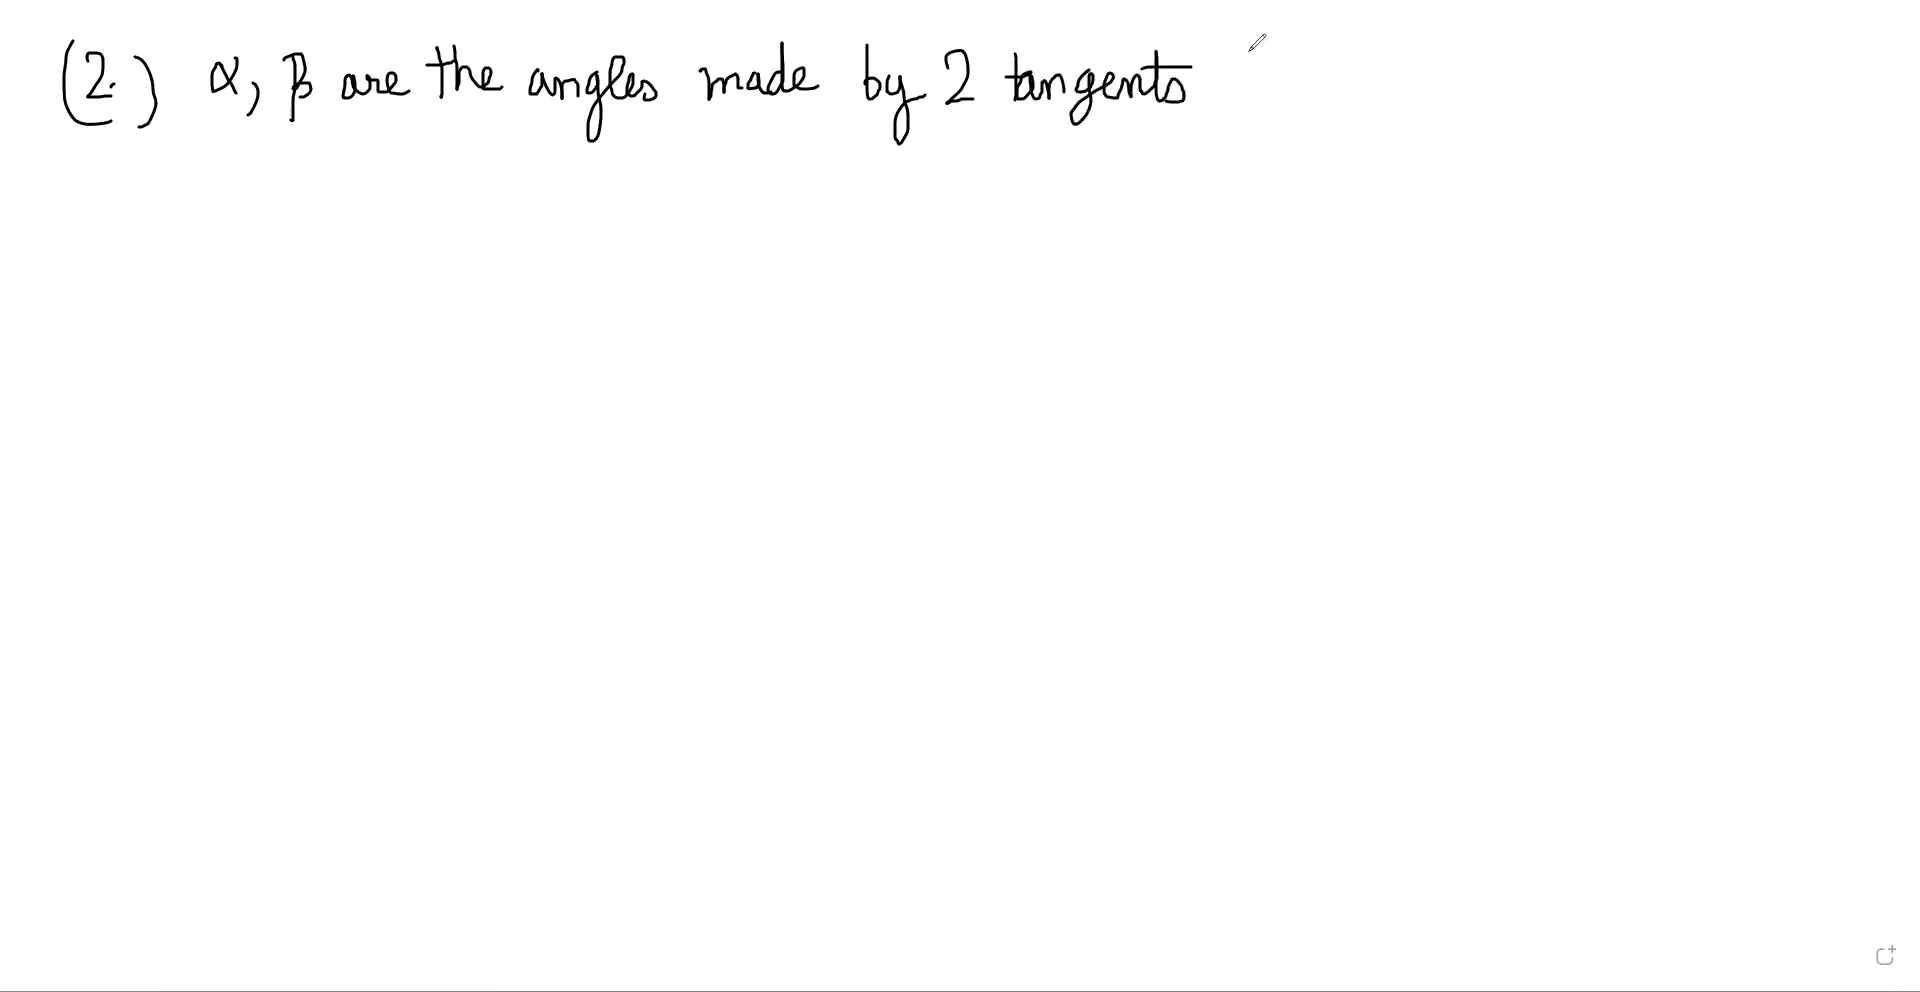 (2.) α, β are the angles made by 2 tangents